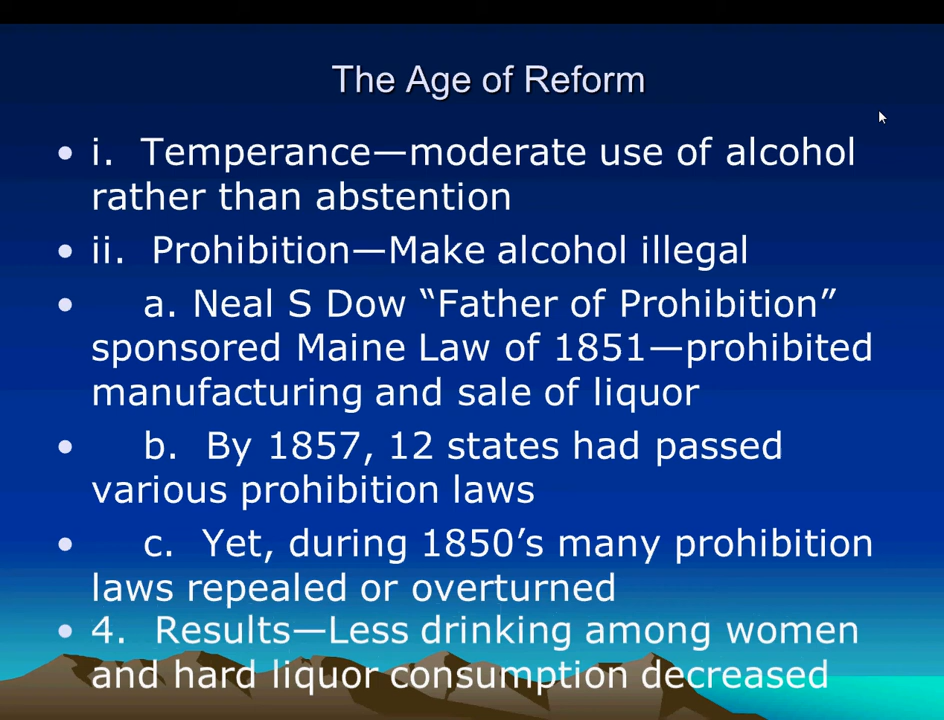 The Age of Reform
• i. Temperance—moderate use of alcohol
rather than abstention
• ii. Prohibition—Make alcohol illegal
• a. Neal S Dow “Father of Prohibition”
sponsored Maine Law of 1851—prohibited
manufacturing and sale of liquor
• b. By 1857, 12 states had passed
various prohibition laws
• c. Yet, during 1850’s many prohibition
laws repealed or overturned
• 4. Results—Less drinking among women
and hard liquor consumption decreased